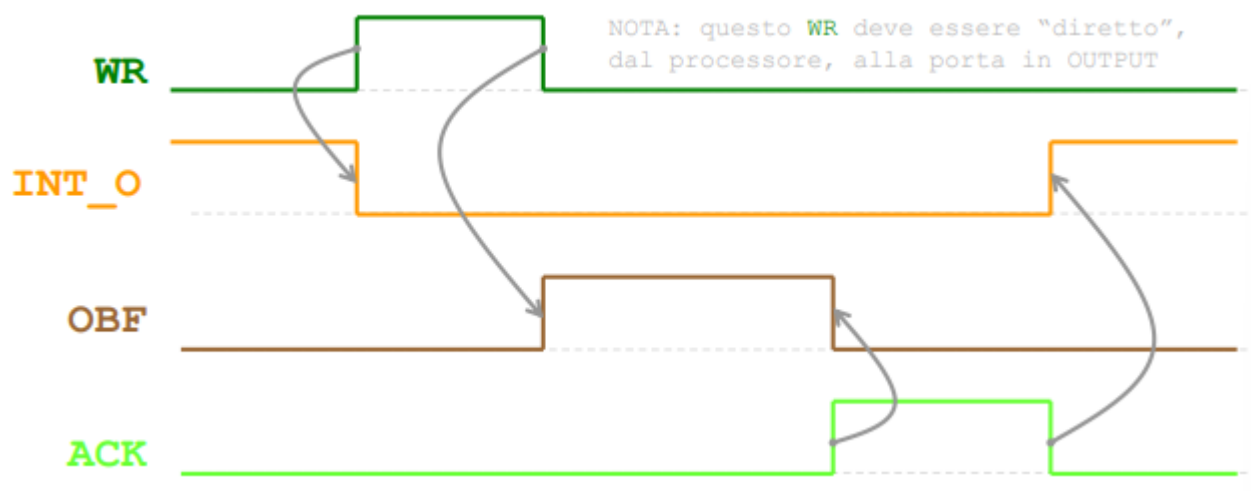 NOTA: questo WR deve essere “diretto”,
dal processore, alla porta in OUTPUT
WR
INT_O
OBF
ACK